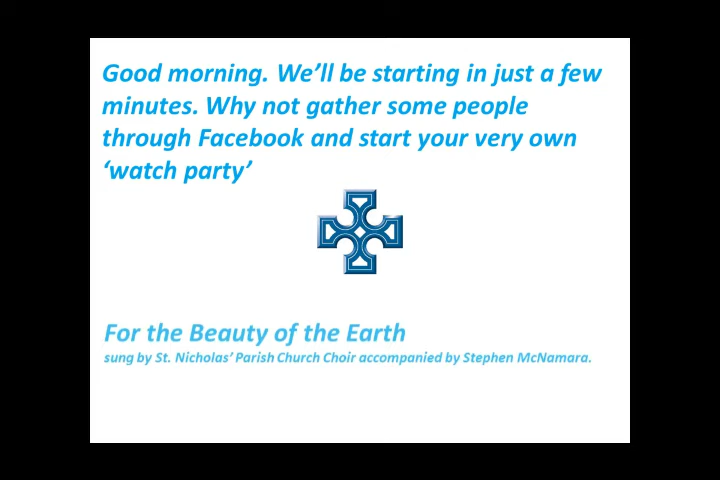 Good morning. We’ll be starting in just a few
minutes. Why not gather some people
through Facebook and start your very own
‘watch party’
For the Beauty of the Earth
sung by St. Nicholas’ Parish Church Choir accompanied by Stephen McNamara.